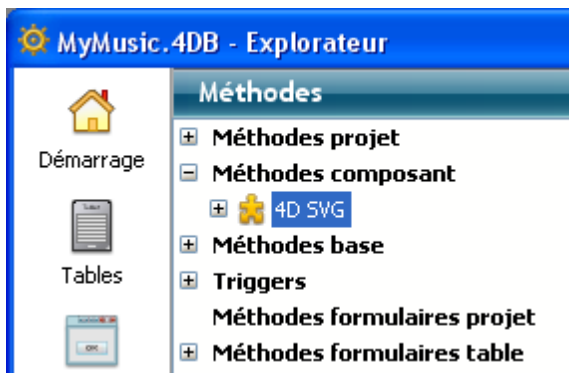 MyMusic.4DB - Explorateur
Méthodes
Démarrage
Méthodes projet
Méthodes composant
4D SVG
Tables
Méthodes base
Triggers
Méthodes formulaires projet
Méthodes formulaires table